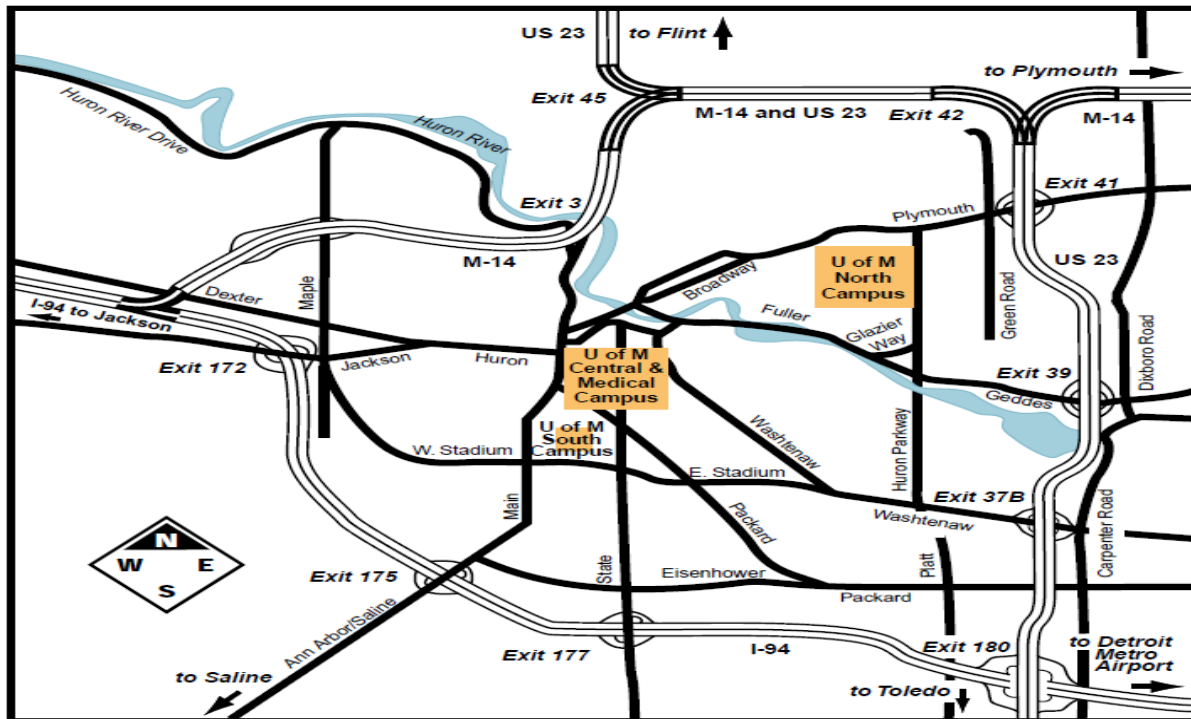 US 23
to Flint
to Plymouth
Exit 45
M-14 and US 23
Exit 42
M-14
Huron River Drive
Huron River
Exit 3
Exit 41
Plymouth
M-14
U of M
North
Campus
US 23
Broadway
Dexter
Maple
Fuller
Green Road
Dixboro Road
I-94 to Jackson
Glazier
Way
Exit 172
Jackson
Huron
U of M
Central &
Medical
Campus
Exit 39
Geddes
U of M
South
Campus
Washtenaw
W. Stadium
E. Stadium
Huron Parkway
Exit 37B
Main
Packard
Washtenaw
Carpenter Road
N
W E
S
Exit 175
State
Eisenhower
Platt
Packard
Ann Arbor/Saline
Exit 177
I-94
Exit 180
to Detroit
Metro
Airport
to Saline
to Toledo